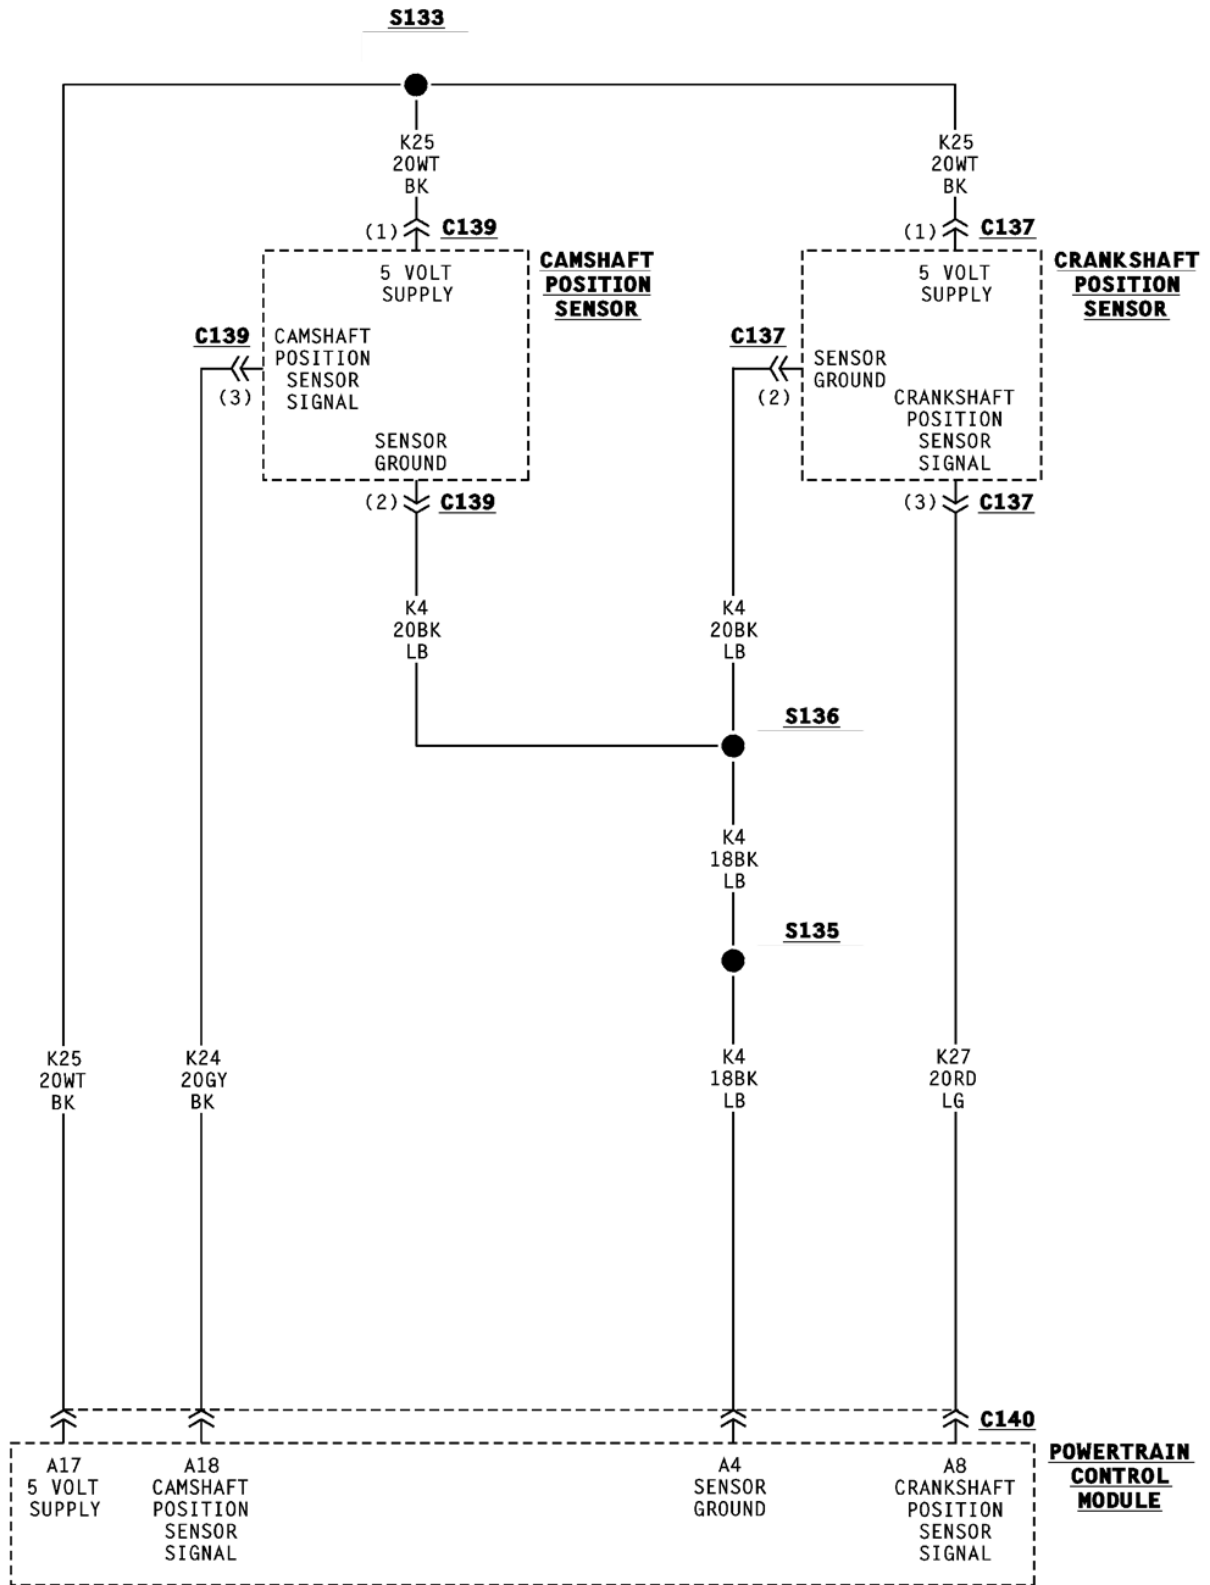 S133
K25
20WT
BK
K25
20WT
BK
(1)
C139
(1)
C137
5 VOLT
SUPPLY
CAMSHAFT
POSITION
SENSOR
5 VOLT
SUPPLY
CRANKSHAFT
POSITION
SENSOR
C139
(3)
CAMSHAFT
POSITION
SENSOR
SIGNAL
SENSOR
GROUND
C137
(2)
SENSOR
GROUND
CRANKSHAFT
POSITION
SENSOR
SIGNAL
(2)
C139
(3)
C137
K4
20BK
LB
K4
20BK
LB
S136
K4
18BK
LB
S135
K25
20WT
BK
K24
20GY
BK
K4
18BK
LB
K27
20RD
LG
C140
A17
5 VOLT
SUPPLY
A18
CAMSHAFT
POSITION
SENSOR
SIGNAL
A4
SENSOR
GROUND
A8
CRANKSHAFT
POSITION
SENSOR
SIGNAL
POWERTRAIN
CONTROL
MODULE